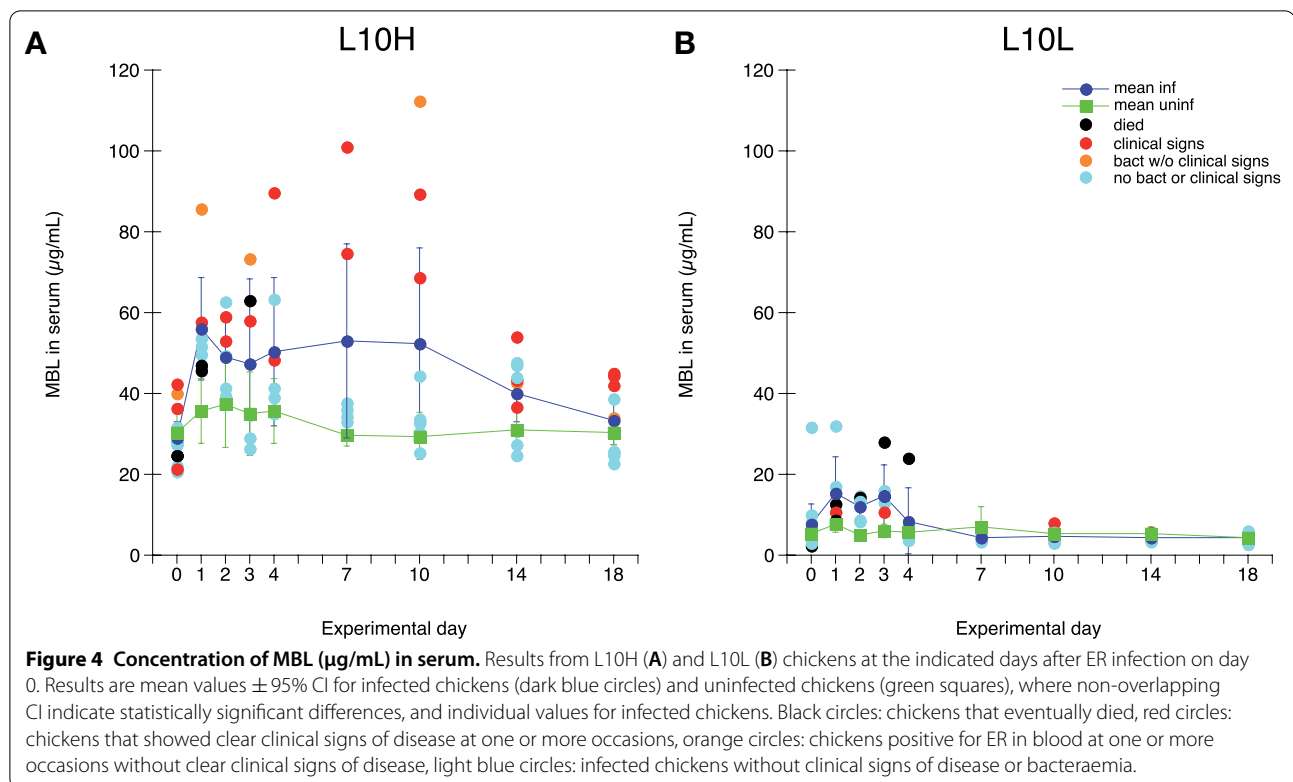 A
L10H
MBL in serum (µg/mL)
120
100
80
60
40
20
0
0 1 2 3 4 7 10 14 18
Experimental day
B
L10L
MBL in serum (µg/mL)
120
100
80
60
40
20
0
0 1 2 3 4 7 10 14 18
Experimental day
mean inf
mean uninf
died
clinical signs
bact w/o clinical signs
no bact or clinical signs
Figure 4 Concentration of MBL (µg/mL) in serum. Results from L10H (A) and L10L (B) chickens at the indicated days after ER infection on day
0. Results are mean values ± 95% CI for infected chickens (dark blue circles) and uninfected chickens (green squares), where non-overlapping
CI indicate statistically significant differences, and individual values for infected chickens. Black circles: chickens that eventually died, red circles:
chickens that showed clear clinical signs of disease at one or more occasions, orange circles: chickens positive for ER in blood at one or more
occasions without clear clinical signs of disease, light blue circles: infected chickens without clinical signs of disease or bacteraemia.